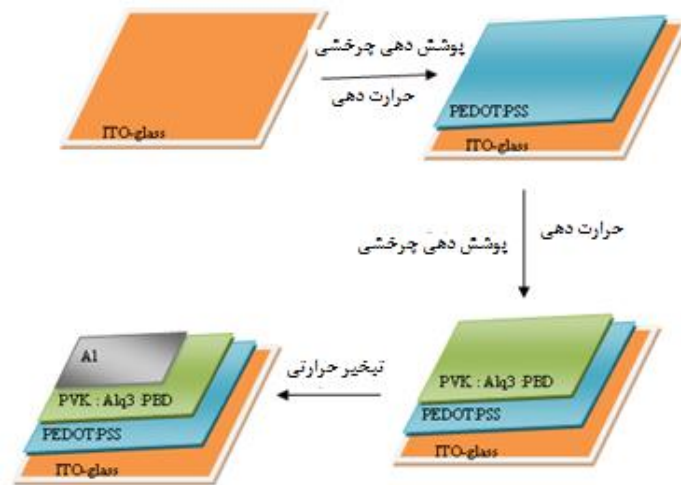 ITO-glass
پوشش دهی چرخشی
حرارت دهی
PEDOT:PSS
ITO-glass
حرارت دهی
پوشش دهی چرخشی
PVK : Alq3 :PBD
PEDOT:PSS
ITO-glass
تبخیر حرارتی
Al
PVK : Alq3 :PBD
PEDOT:PSS
ITO-glass